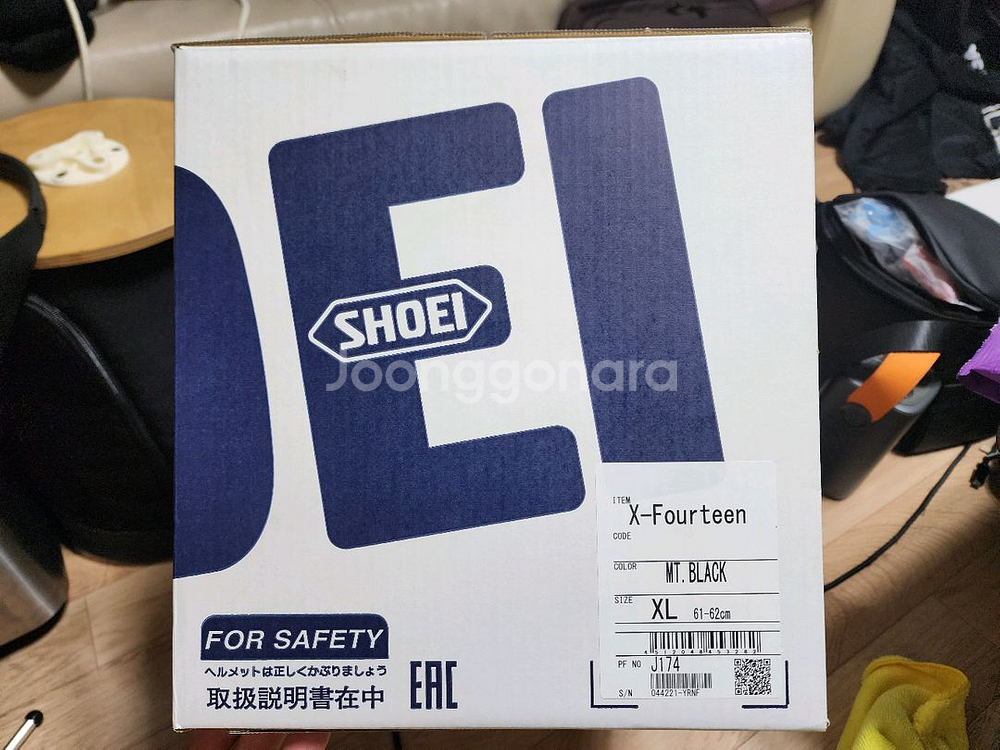 OEI
SHOEI
Joonggonara
ITEM
X-Fourteen
CODE
COLOR
MT. BLACK
SIZE
XL 61-62cm
4512048453282
PF NO J174
S/N 044221-YRNF
FOR SAFETY
ヘルメットは正しくかぶりましょう
取扱説明書在中
EAC